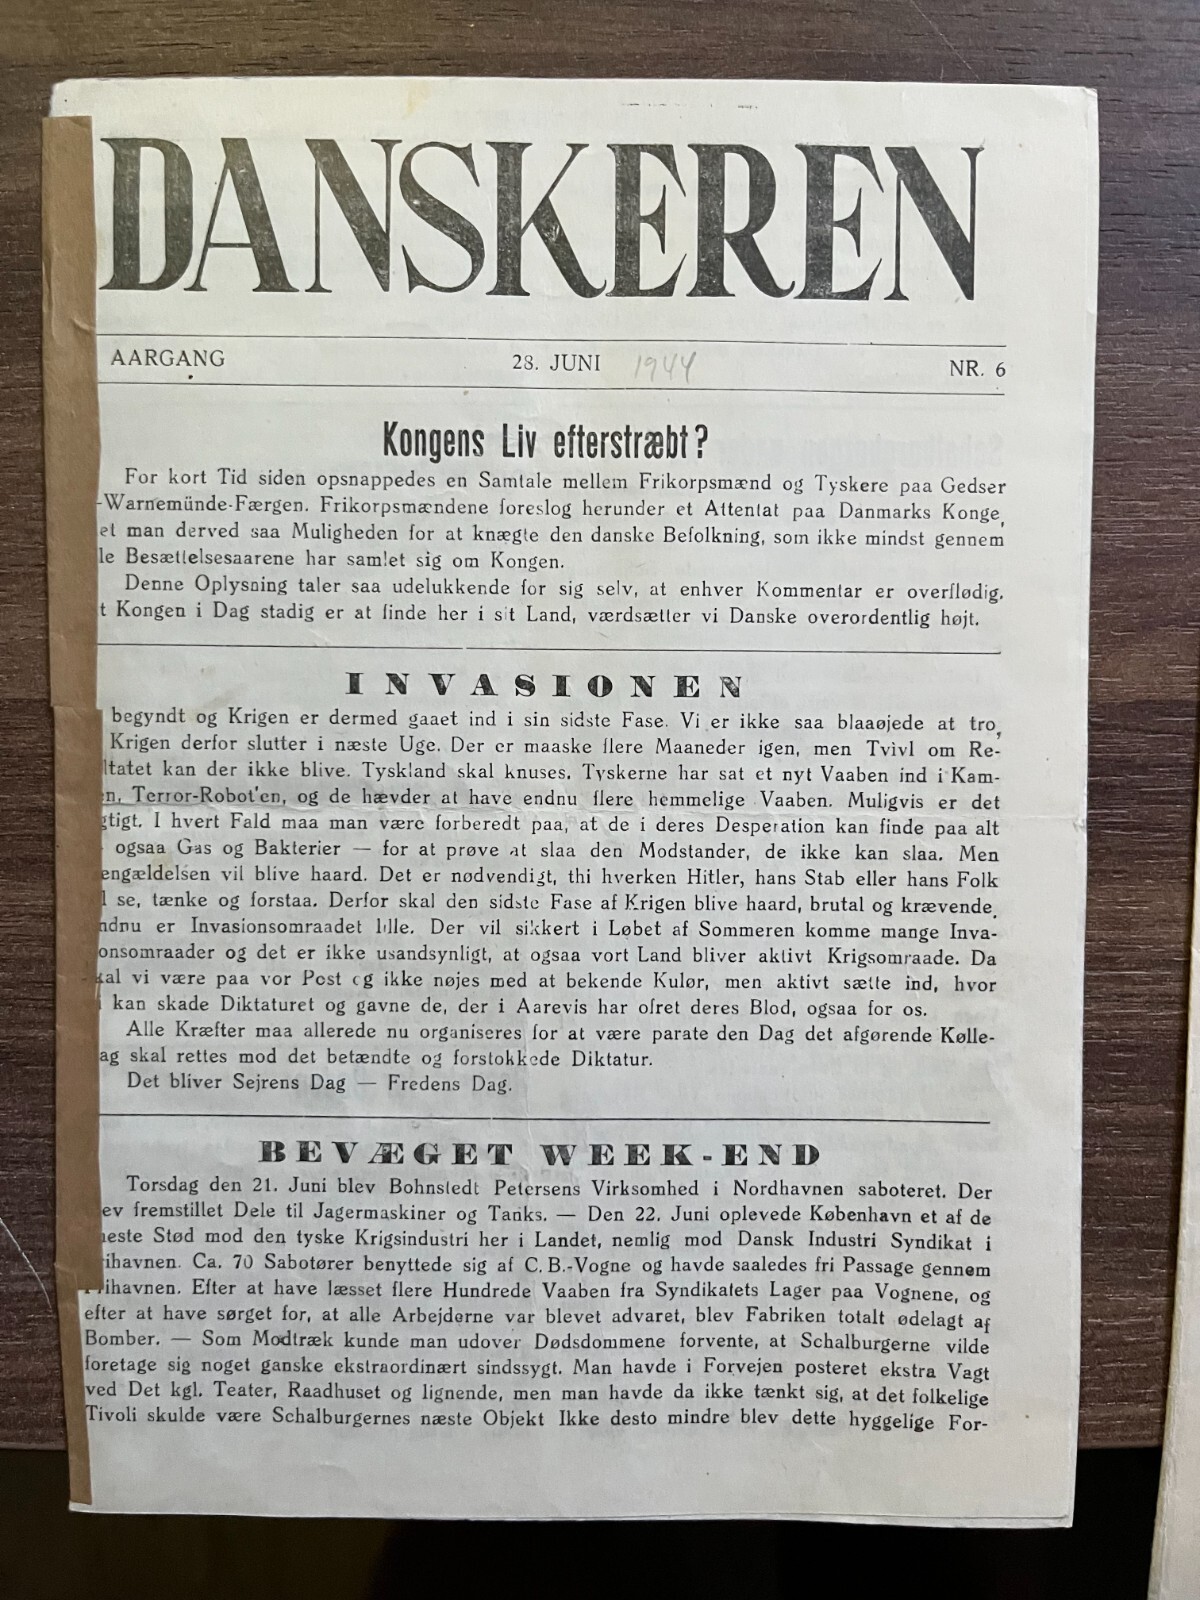 DANSKEREN
AARGANG 28. JUNI 1944 NR. 6
Kongens Liv efterstræbt?
For kort Tid siden opsnappedes en Samtale mellem Frikorpsmænd og Tyskere paa Gedser
-Warnemünde-Færgen. Frikorpsmændene foreslog herunder et Attentat paa Danmarks Konge,
et man derved saa Muligheden for at knægte den danske Befolkning, som ikke mindst gennem
le Besættelsesaarene har samlet sig om Kongen.
Denne Oplysning taler saa udelukkende for sig selv, at enhver Kommentar er overflødig.
t Kongen i Dag stadig er at finde her i sit Land, værdsætter vi Danske overordentlig højt.
INVASIONEN
begyndt og Krigen er dermed gaaet ind i sin sidste Fase. Vi er ikke saa blaaøjede at tro,
Krigen derfor slutter i næste Uge. Der er maaske flere Maaneder igen, men Tvivl om Re-
ltatet kan der ikke blive. Tyskland skal knuses. Tyskerne har sat et nyt Vaaben ind i Kam-
n, Terror-Robot'en, og de hævder at have endnu flere hemmelige Vaaben. Muligvis er det
gtigt. I hvert Fald maa man være forberedt paa, at de i deres Desperation kan finde paa alt
ogsaa Gas og Bakterier — for at prøve at slaa den Modstander, de ikke kan slaa. Men
engældelsen vil blive haard. Det er nødvendigt, thi hverken Hitler, hans Stab eller hans Folk
l se, tænke og forstaa. Derfor skal den sidste Fase af Krigen blive haard, brutal og krævende.
ndnu er Invasionsomraadet lille. Der vil sikkert i Løbet af Sommeren komme mange Inva-
onsomraader og det er ikke usandsynligt, at ogsaa vort Land bliver aktivt Krigsomraade. Da
kal vi være paa vor Post og ikke nøjes med at bekende Kulør, men aktivt sætte ind, hvor
i kan skade Diktaturet og gavne de, der i Aarevis har ofret deres Blod, ogsaa for os.
Alle Kræfter maa allerede nu organiseres for at være parate den Dag det afgørende Kølle-
ag skal rettes mod det betændte og forstokkede Diktatur.
Det bliver Sejrens Dag — Fredens Dag.
BEVÆGET WEEK-END
Torsdag den 21. Juni blev Bohnstedt Petersens Virksomhed i Nordhavnen saboteret. Der
ev fremstillet Dele til Jagermaskiner og Tanks. — Den 22. Juni oplevede København et af de
neste Stød mod den tyske Krigsindustri her i Landet, nemlig mod Dansk Industri Syndikat i
rihavnen. Ca. 70 Sabotører benyttede sig af C. B.-Vogne og havde saaledes fri Passage gennem
rihavnen. Efter at have læsset flere Hundrede Vaaben fra Syndikatets Lager paa Vognene, og
efter at have sørget for, at alle Arbejderne var blevet advaret, blev Fabriken totalt ødelagt af
Bomber. — Som Modtræk kunde man udover Dødsdommene forvente, at Schalburgerne vilde
foretage sig noget ganske ekstraordinært sindssygt. Man havde i Forvejen posteret ekstra Vagt
ved Det kgl. Teater, Raadhuset og lignende, men man havde da ikke tænkt sig, at det folkelige
Tivoli skulde være Schalburgernes næste Objekt Ikke desto mindre blev dette hyggelige For-